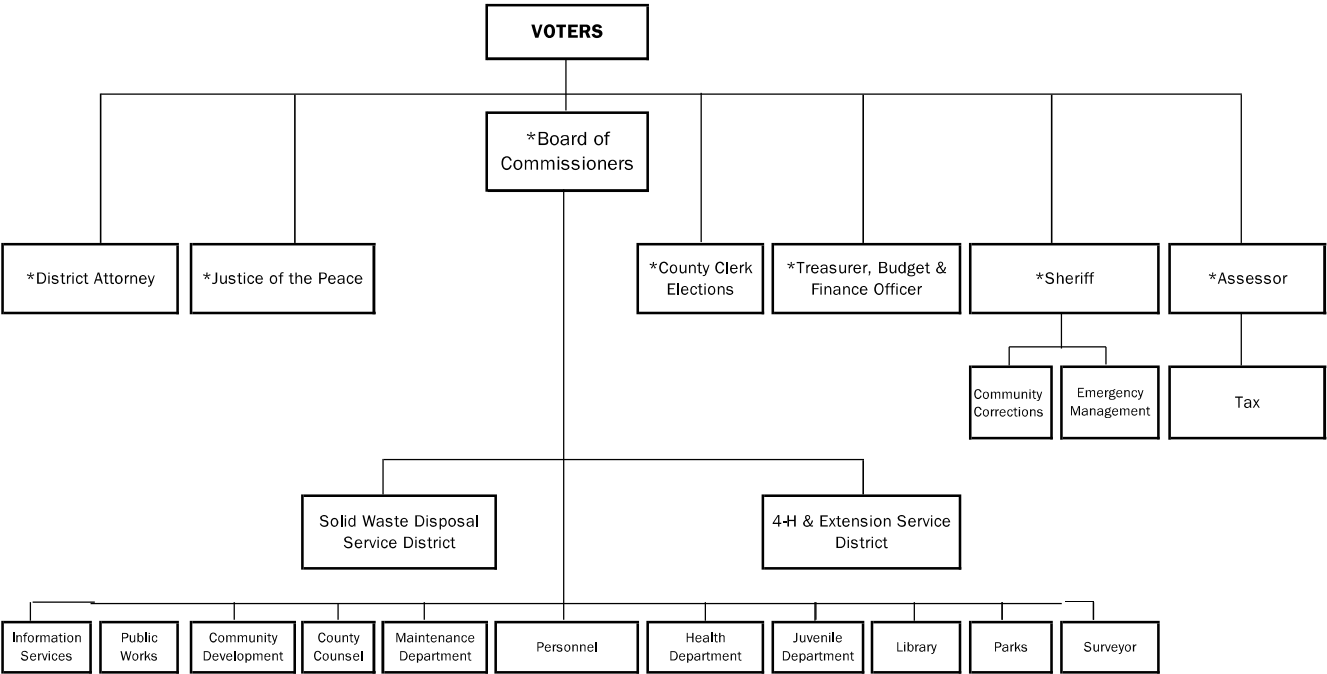 VOTERS
*Board of
Commissioners
*District Attorney
*Justice of the Peace
*County Clerk
Elections
*Treasurer, Budget &
Finance Officer
*Sheriff
*Assessor
Community
Corrections
Emergency
Management
Tax
Solid Waste Disposal
Service District
4-H & Extension Service
District
Information
Services
Public
Works
Community
Development
County
Counsel
Maintenance
Department
Personnel
Health
Department
Juvenile
Department
Library
Parks
Surveyor